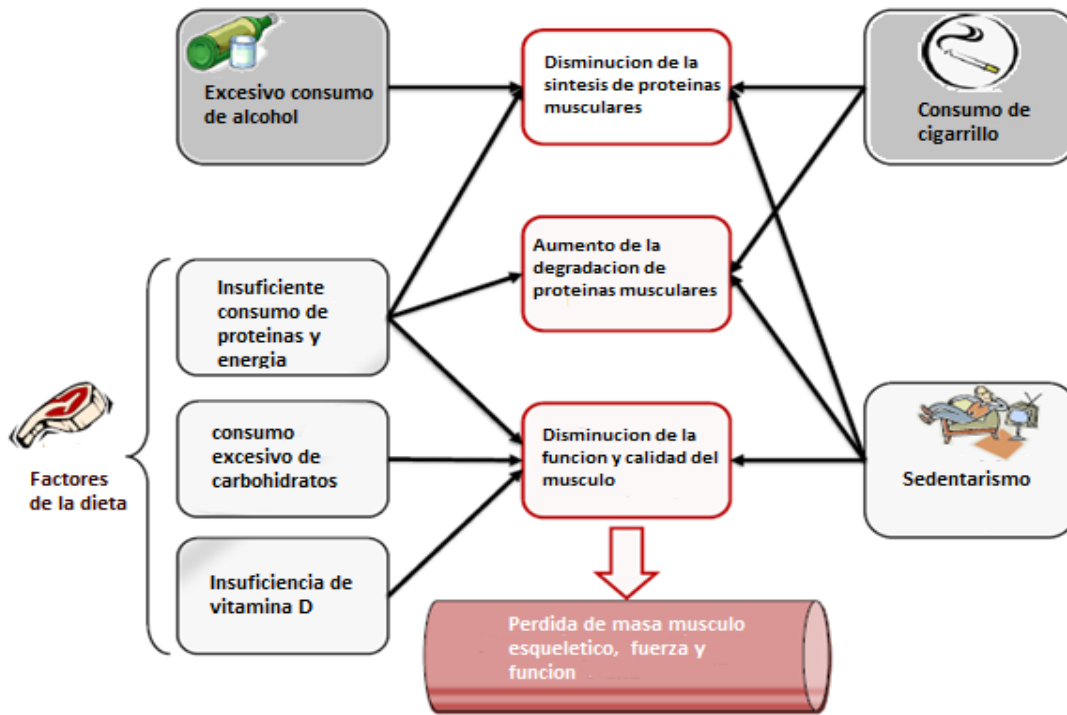 Excesivo consumo
de alcohol
Disminucion de la
sintesis de proteinas
musculares
Consumo de
cigarrillo
Insuficiente
consumo de
proteinas y
energia
Aumento de la
degradacion de
proteinas musculares
consumo
excesivo de
carbohidratos
Disminucion de la
funcion y calidad del
musculo
Sedentarismo
Factores
de la dieta
Insuficiencia de
vitamina D
Perdida de masa musculo
esqueletico, fuerza y
funcion